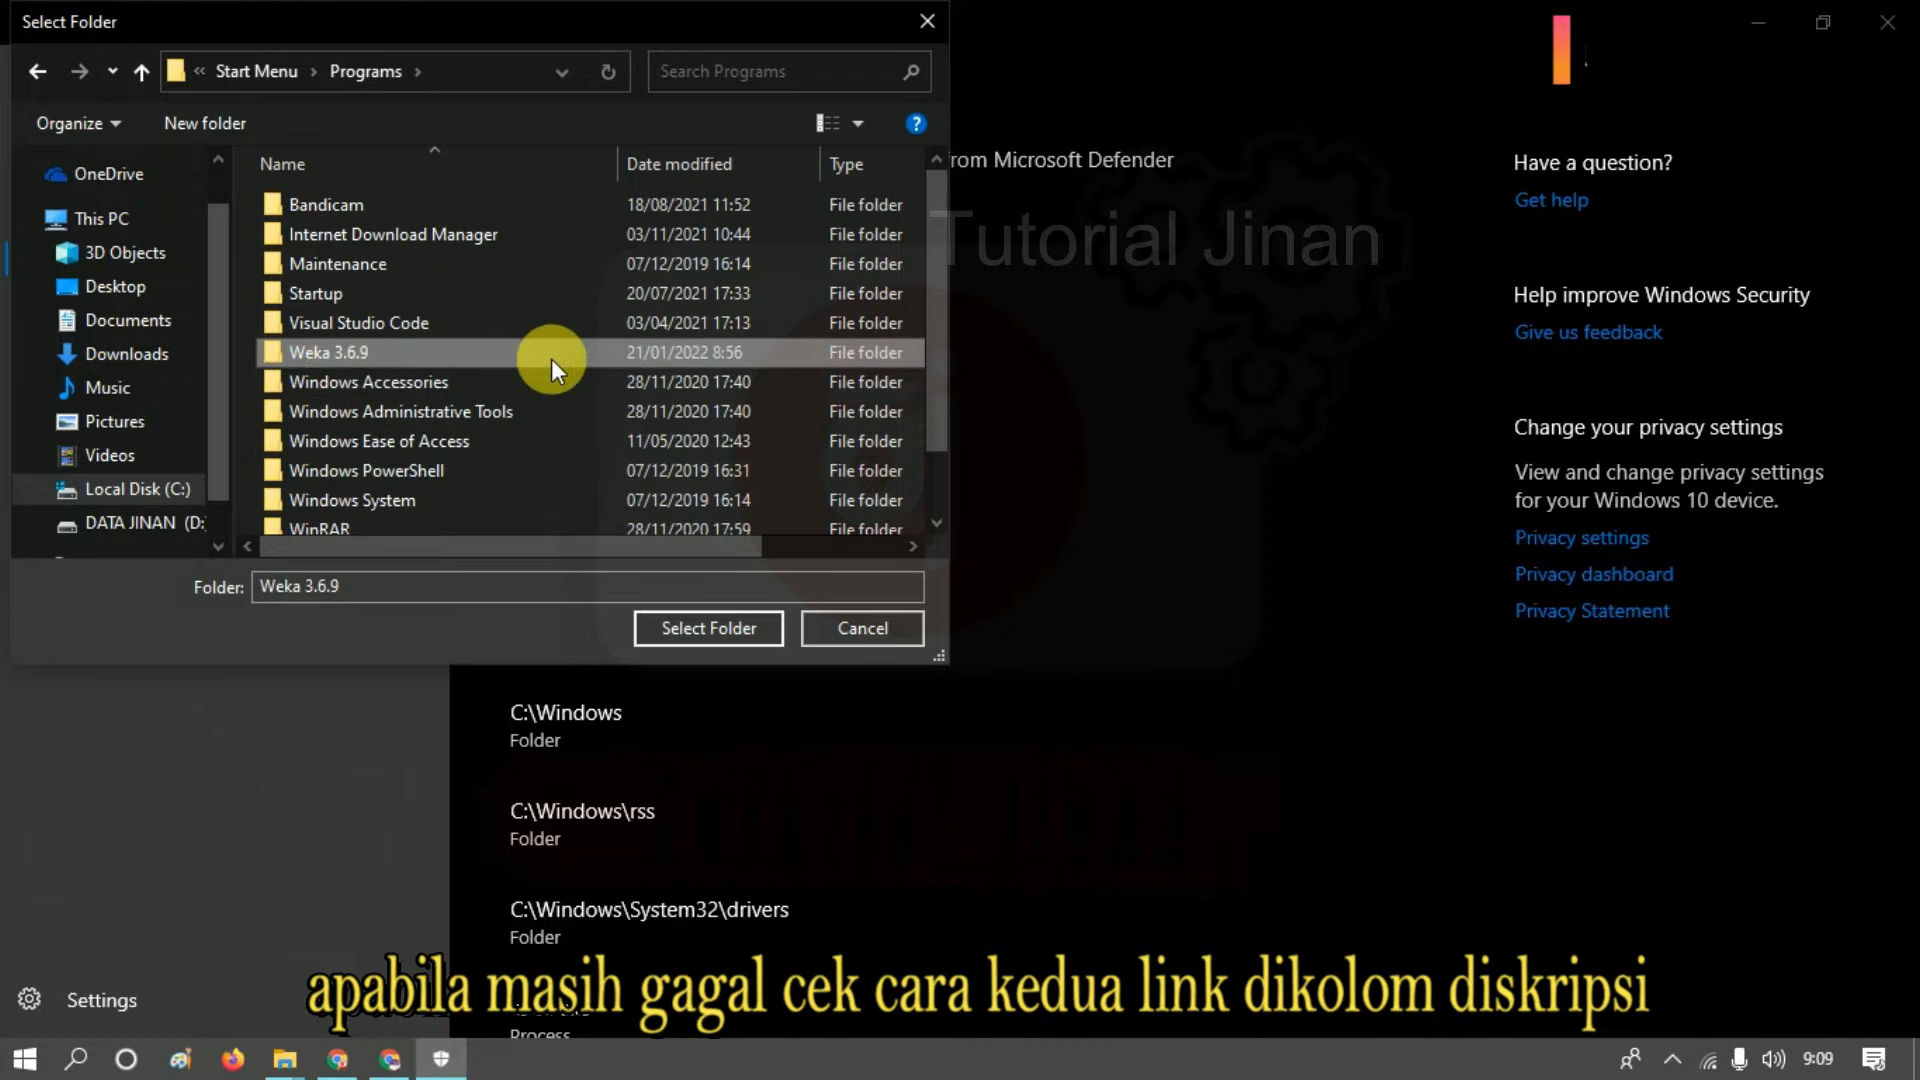 Select Folder
Start Menu
Programs
Search Programs
Organize
New folder
Name
Date modified
Type
OneDrive
This PC
3D Objects
Desktop
Documents
Downloads
Music
Pictures
Videos
Local Disk (C:)
DATA JINAN (D:
Bandicam 18/08/2021 11:52 File folder
Internet Download Manager 03/11/2021 10:44 File folder
Maintenance 07/12/2019 16:14 File folder
Startup 20/07/2021 17:33 File folder
Visual Studio Code 03/04/2021 17:13 File folder
Weka 3.6.9 21/01/2022 8:56 File folder
Windows Accessories 28/11/2020 17:40 File folder
Windows Administrative Tools 28/11/2020 17:40 File folder
Windows Ease of Access 11/05/2020 12:43 File folder
Windows PowerShell 07/12/2019 16:31 File folder
Windows System 07/12/2019 16:14 File folder
WinRAR 28/11/2020 17:59 File folder
Folder: Weka 3.6.9
Select Folder
Cancel
from Microsoft Defender
Tutorial Jinan
Have a question?
Get help
Help improve Windows Security
Give us feedback
Change your privacy settings
View and change privacy settings
for your Windows 10 device.
Privacy settings
Privacy dashboard
Privacy Statement
C:\Windows
Folder
C:\Windows\rss
Folder
C:\Windows\System32\drivers
Folder
Process
Settings
apabila masih gagal cek cara kedua link dikolom diskripsi
9:09